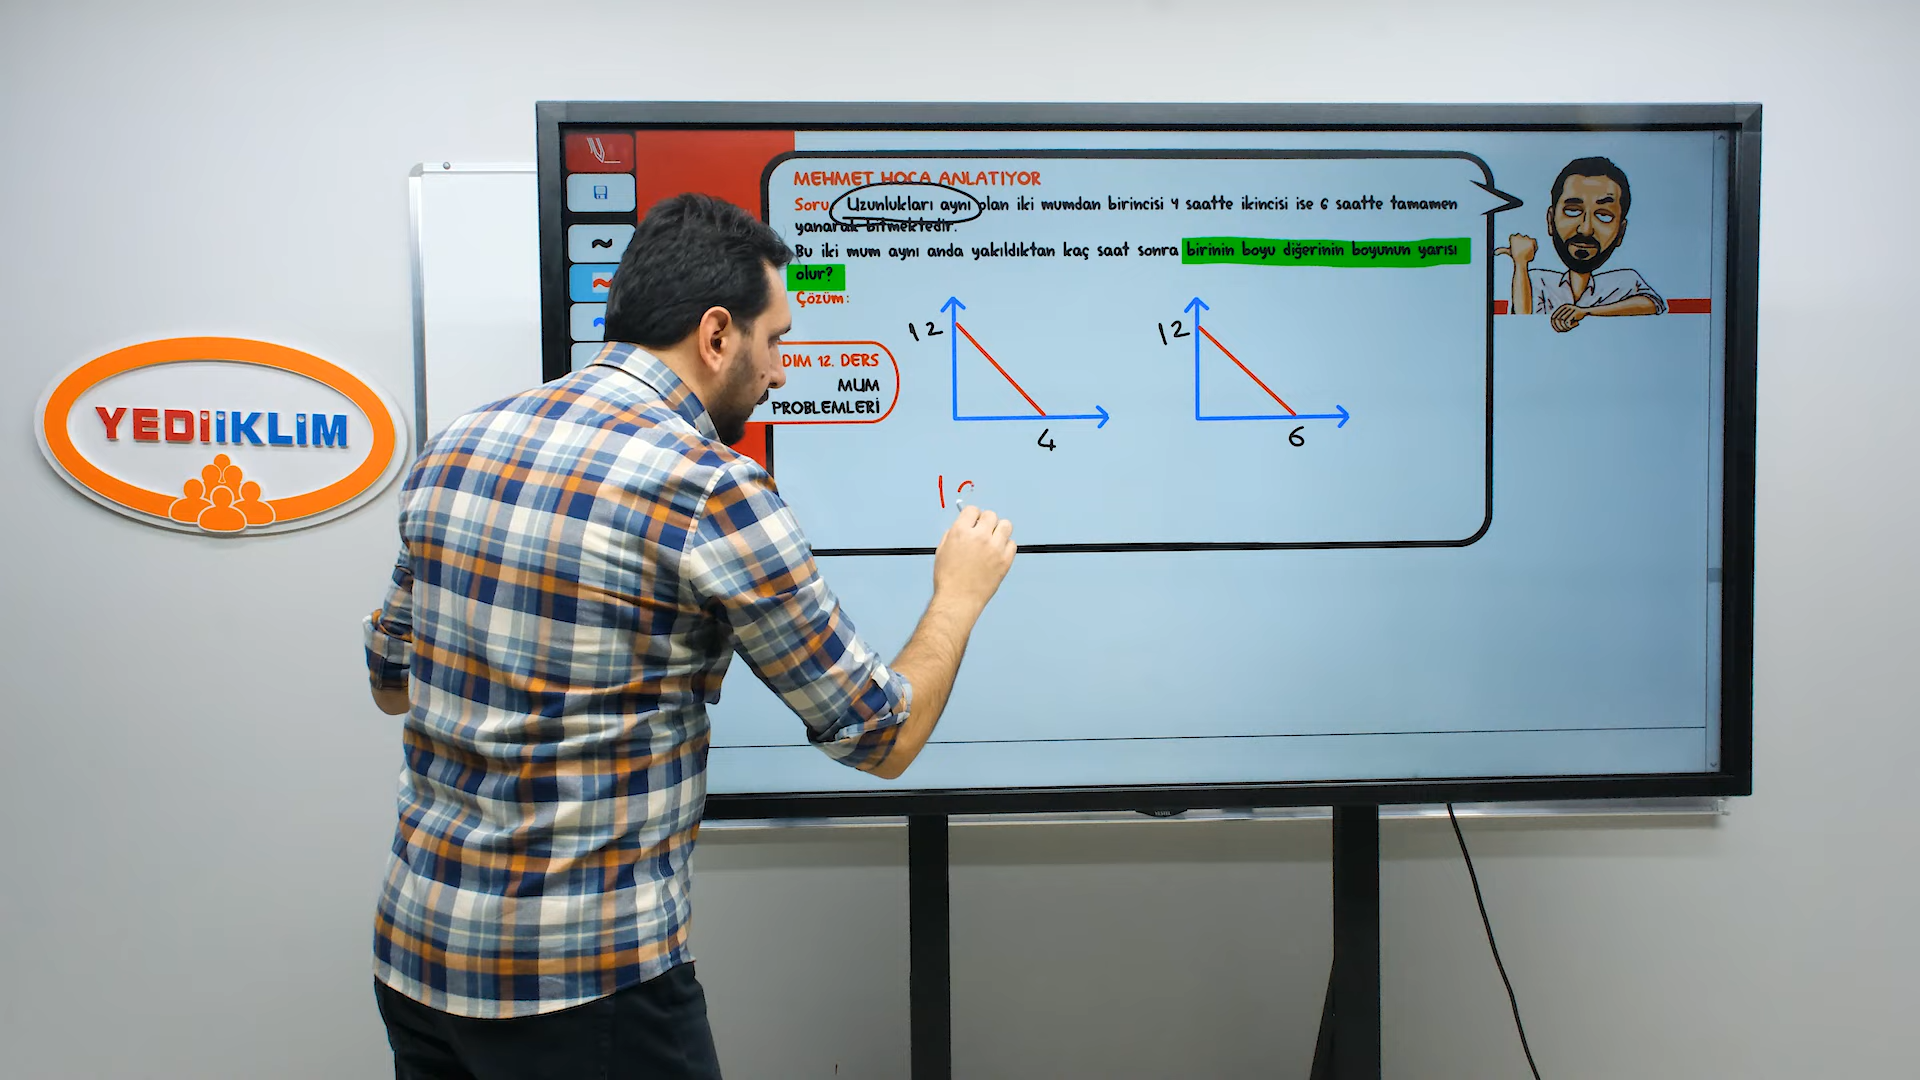 YEDiiKLiM
MEHMET HOCA ANLATIYOR
Soru Uzunlukları aynı olan iki mumdan birincisi 4 saatte ikincisi ise 6 saatte tamamen
yanarak bitmektedir.
Bu iki mum aynı anda yakıldıktan kaç saat sonra birinin boyu diğerinin boyunun yarısı
olur?
Çözüm:
12
4
12
6
DIM 12. DERS
MUM
PROBLEMLERİ
1